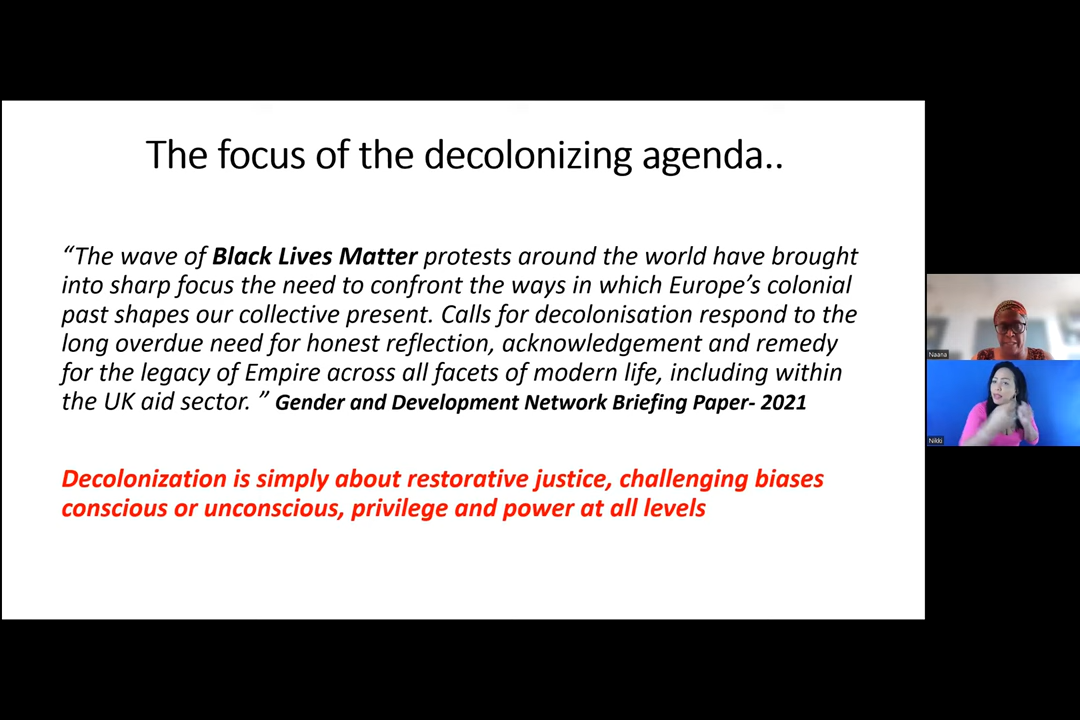 The focus of the decolonizing agenda..
“The wave of Black Lives Matter protests around the world have brought
into sharp focus the need to confront the ways in which Europe’s colonial
past shapes our collective present. Calls for decolonisation respond to the
long overdue need for honest reflection, acknowledgement and remedy
for the legacy of Empire across all facets of modern life, including within
the UK aid sector. ” Gender and Development Network Briefing Paper- 2021
Decolonization is simply about restorative justice, challenging biases
conscious or unconscious, privilege and power at all levels
Naana
Nikki